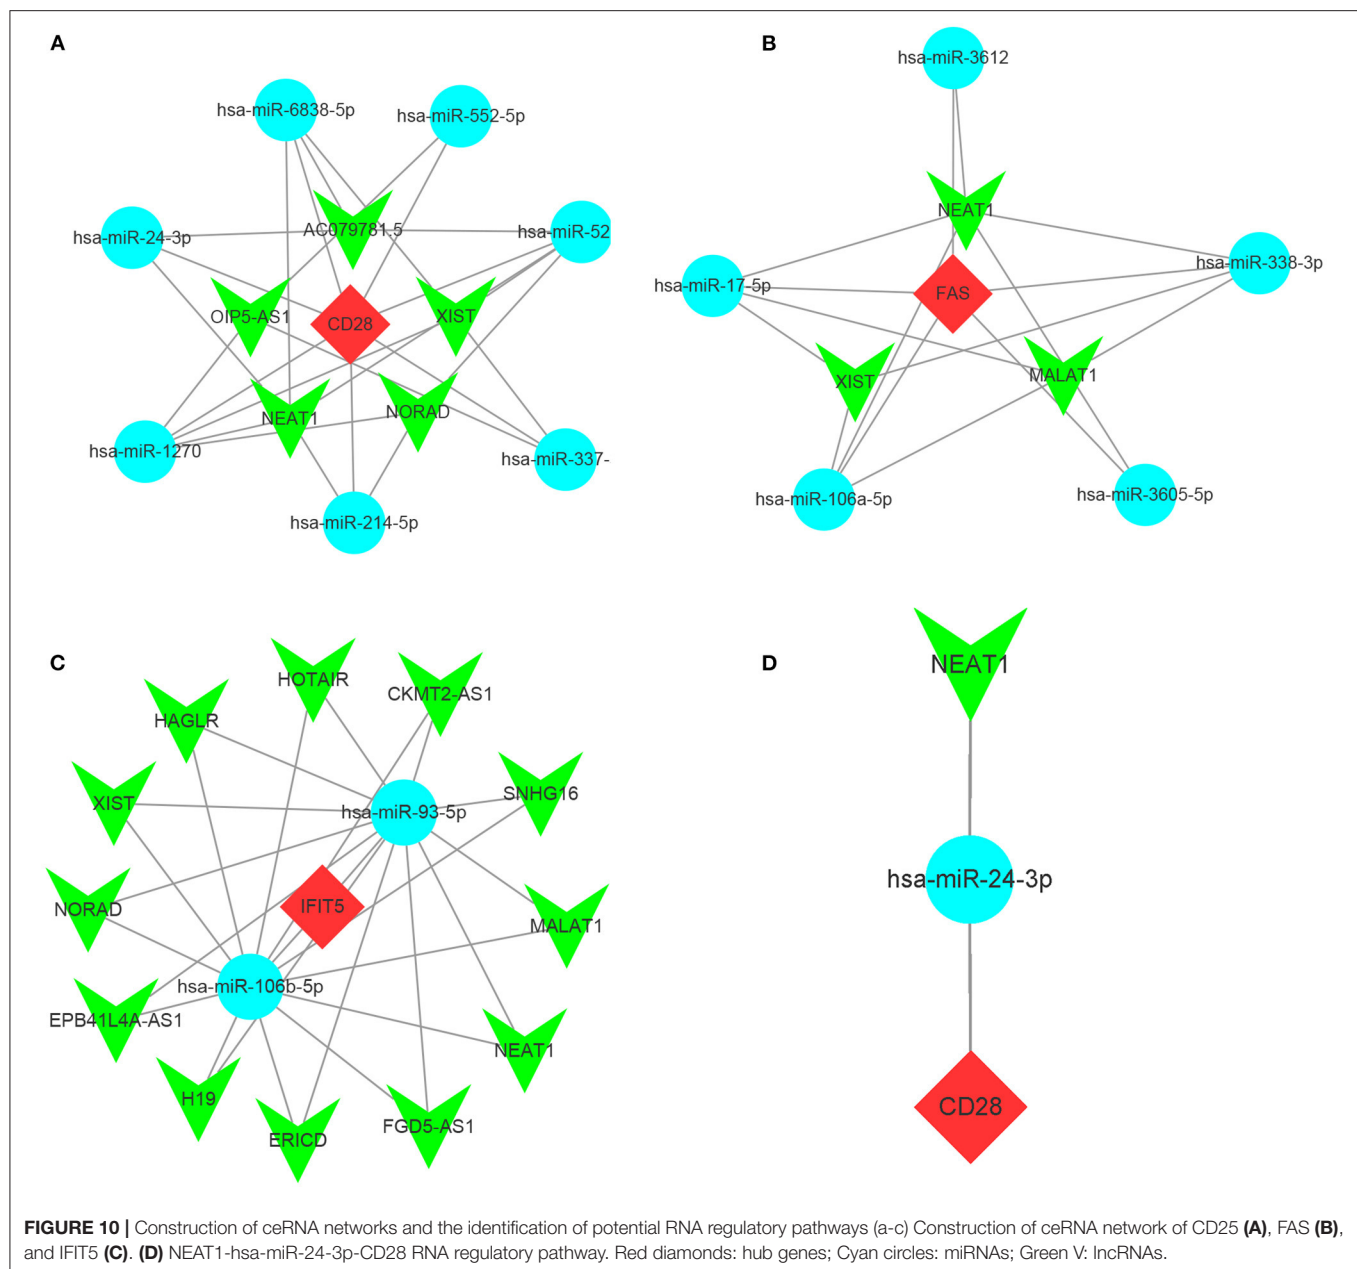 A
hsa-miR-6838-5p
hsa-miR-552-5p
AC079781.5
hsa-miR-24-3p
hsa-miR-52
OIP5-AS1
CD28
XIST
NEAT1
NORAD
hsa-miR-1270
hsa-miR-337-
hsa-miR-214-5p
B
hsa-miR-3612
NEAT1
hsa-miR-338-3p
hsa-miR-17-5p
FAS
XIST
MALAT1
hsa-miR-106a-5p
hsa-miR-3605-5p
C
HOTAIR
CKMT2-AS1
HAGLR
SNHG16
XIST
hsa-miR-93-5p
NORAD
IFIT5
MALAT1
hsa-miR-106b-5p
EPB41L4A-AS1
NEAT1
H19
ERICD
FGD5-AS1
D
NEAT1
hsa-miR-24-3p
CD28
FIGURE 10 | Construction of ceRNA networks and the identification of potential RNA regulatory pathways (a-c) Construction of ceRNA network of CD25 (A), FAS (B),
and IFIT5 (C). (D) NEAT1-hsa-miR-24-3p-CD28 RNA regulatory pathway. Red diamonds: hub genes; Cyan circles: miRNAs; Green V: lncRNAs.